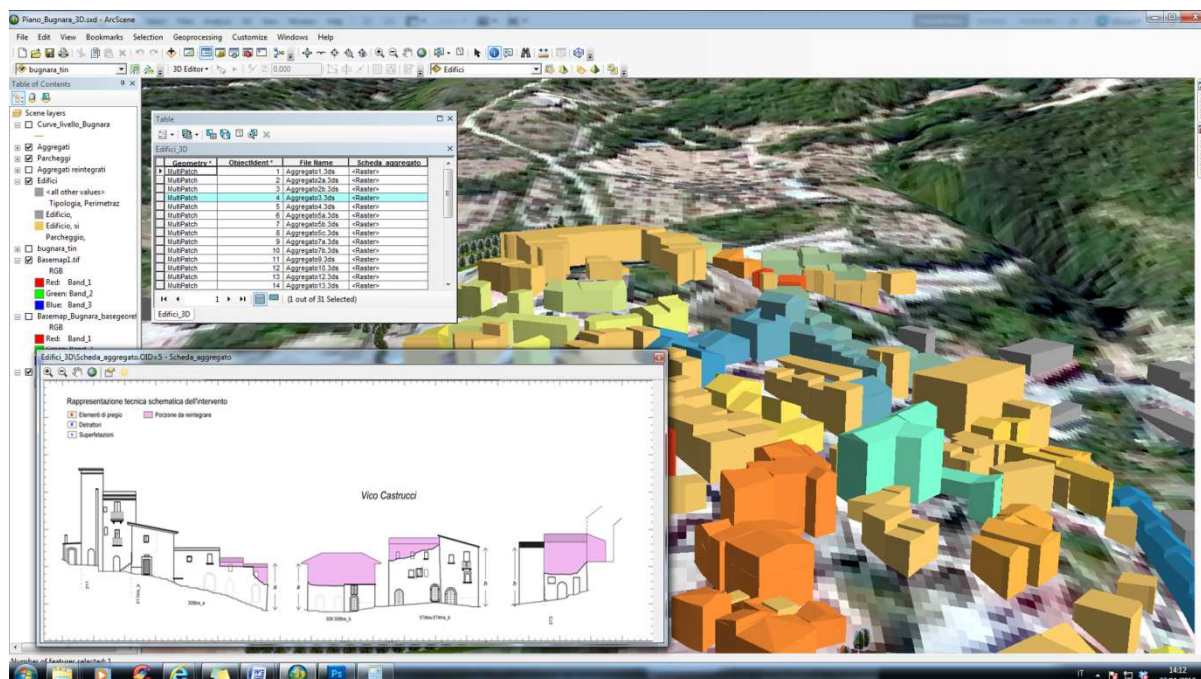 Piano_Bugnara_3D.sxd - ArcScene
File Edit View Bookmarks Selection Geoprocessing Customize Windows Help
bugnara_tin 3D Editor Z: 0.000 Edifici
Table of Contents
Scene layers
Curve_livello_Bugnara
Aggregati
Parcheggi
Aggregati reintegrati
Edifici
<all other values>
Tipologia, Perimetraz
Edificio,
Edificio, si
Parcheggio,
bugnara_tin
Basemap1.tif
RGB
Red: Band_1
Green: Band_2
Blue: Band_3
Basemap_Bugnara_basegeoref
RGB
Red: Band_1
Table
Edifici_3D
Geometry * ObjectIdent * File Name Scheda_aggregato
MultiPatch 1 Aggregato1.3ds <Raster>
MultiPatch 2 Aggregato2a.3ds <Raster>
MultiPatch 3 Aggregato2b.3ds <Raster>
MultiPatch 4 Aggregato3.3ds <Raster>
MultiPatch 5 Aggregato4.3ds <Raster>
MultiPatch 6 Aggregato5a.3ds <Raster>
MultiPatch 7 Aggregato5b.3ds <Raster>
MultiPatch 8 Aggregato5c.3ds <Raster>
MultiPatch 9 Aggregato7a.3ds <Raster>
MultiPatch 10 Aggregato7b.3ds <Raster>
MultiPatch 11 Aggregato9.3ds <Raster>
MultiPatch 12 Aggregato10.3ds <Raster>
MultiPatch 13 Aggregato12.3ds <Raster>
MultiPatch 14 Aggregato13.3ds <Raster>
1 (1 out of 31 Selected)
Edifici_3D
Edifici_3D\Scheda_aggregato.OID=5 - Scheda_aggregato
Rappresentazione tecnica schematica dell'intervento
Elementi di pregio Porzione da reintegrare
Detrattori
Superfetazioni
Vico Castrucci
Number of features selected: 1
Ps IT 14:12